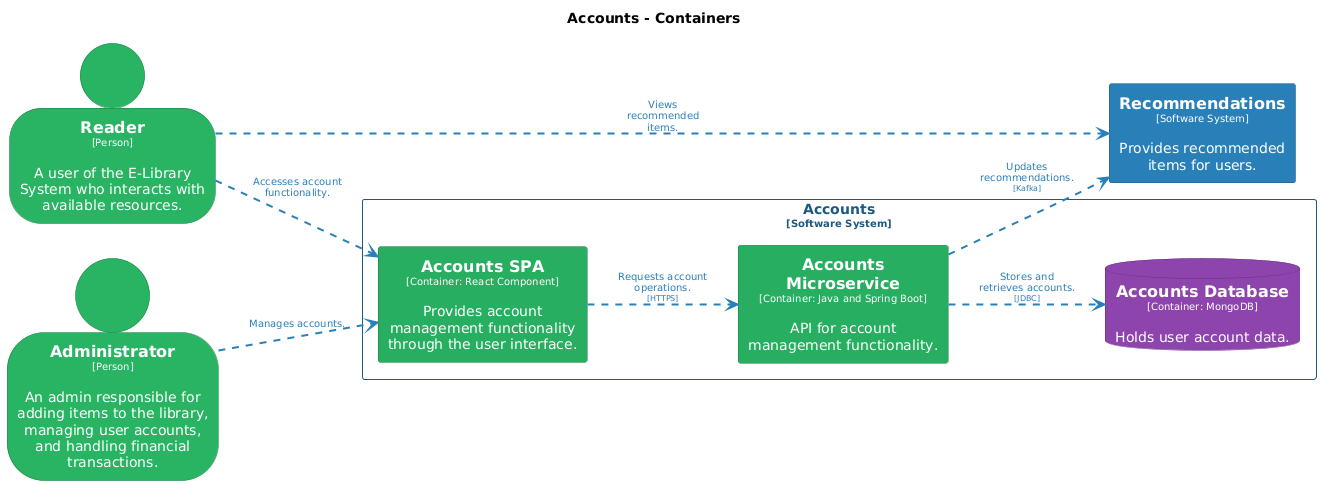 Accounts - Containers
Reader
[Person]
A user of the E-Library
System who interacts with
available resources.
Views
recommended
items.
Recommendations
[Software System]
Provides recommended
items for users.
Accesses account
functionality.
Updates
recommendations.
[Kafka]
Accounts
[Software System]
Accounts SPA
[Container: React Component]
Provides account
management functionality
through the user interface.
Requests account
operations.
[HTTPS]
Accounts
Microservice
[Container: Java and Spring Boot]
API for account
management functionality.
Stores and
retrieves accounts.
[JDBC]
Accounts Database
[Container: MongoDB]
Holds user account data.
Manages accounts.
Administrator
[Person]
An admin responsible for
adding items to the library,
managing user accounts,
and handling financial
transactions.